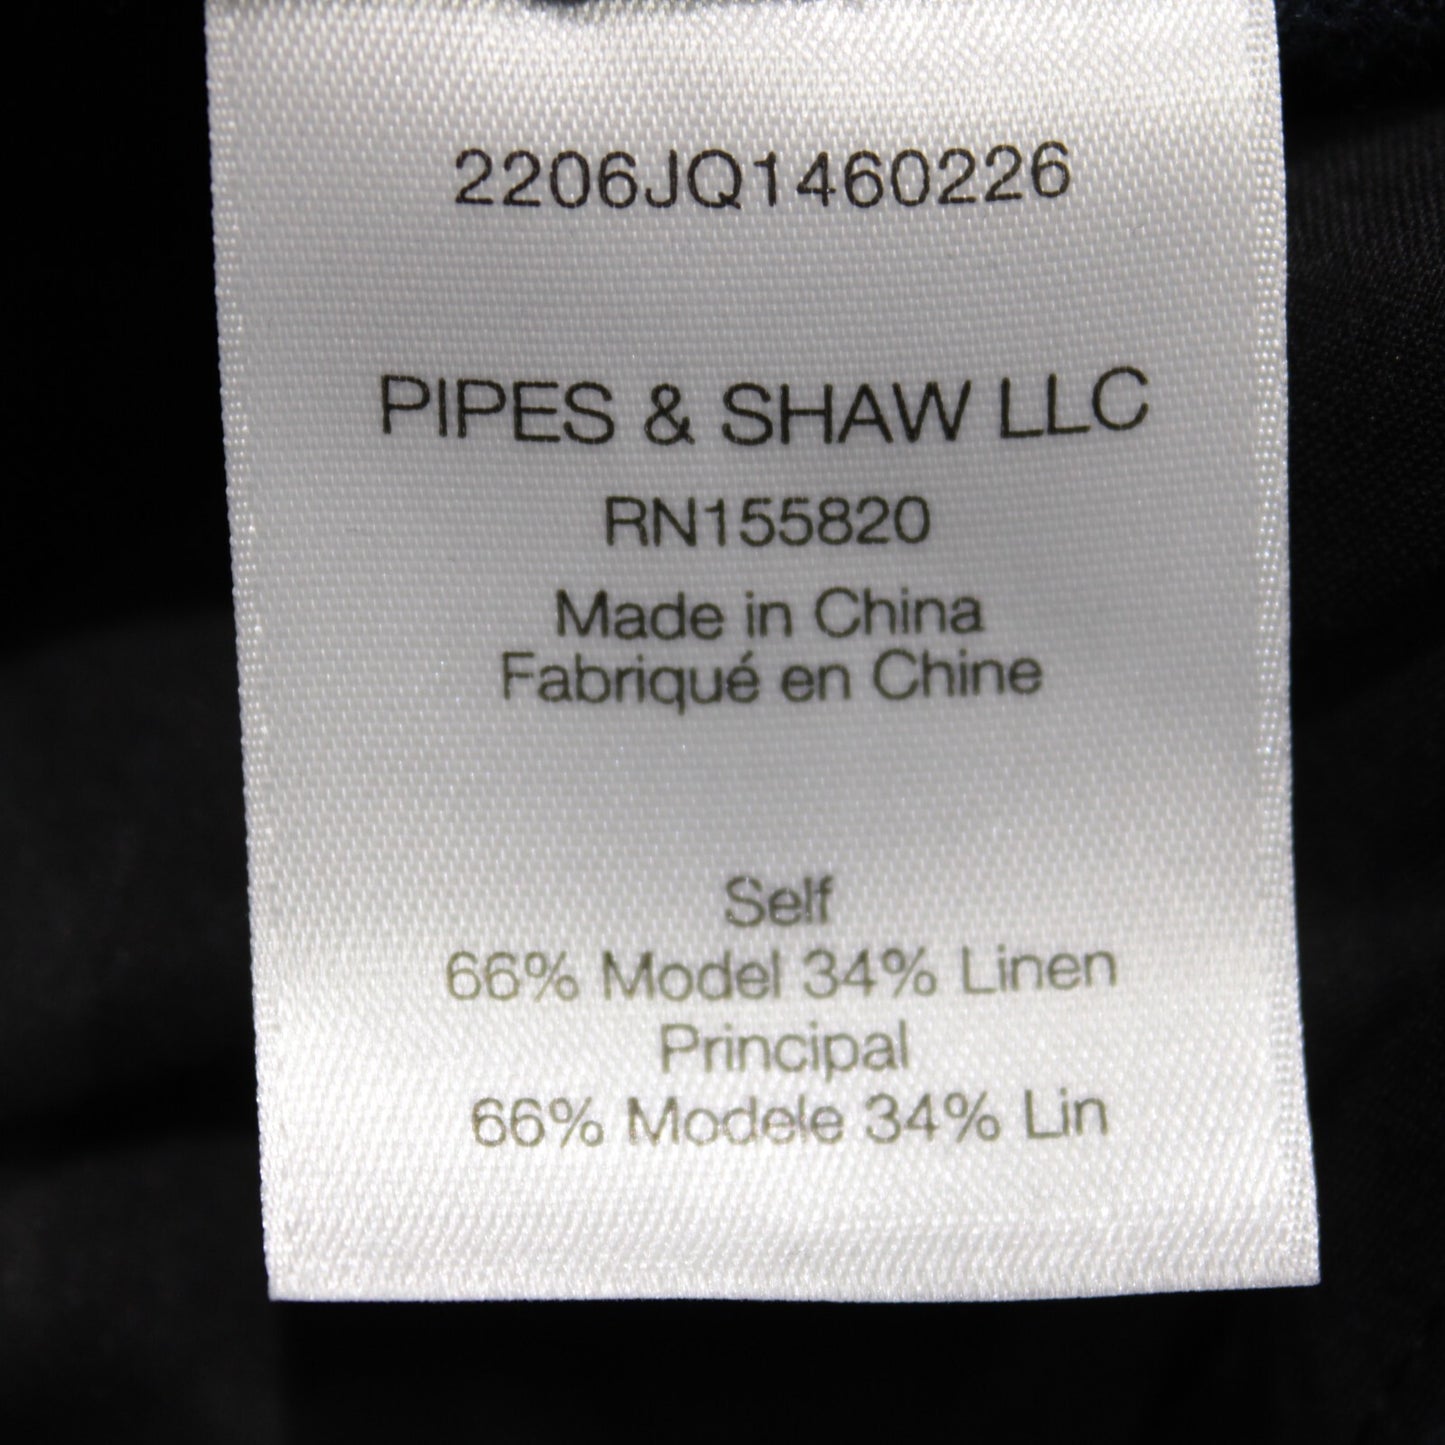 2206JQ1460226
PIPES & SHAW LLC
RN155820
Made in China
Fabriqué en Chine
Self
66% Model 34% Linen
Principal
66% Modele 34% Lin